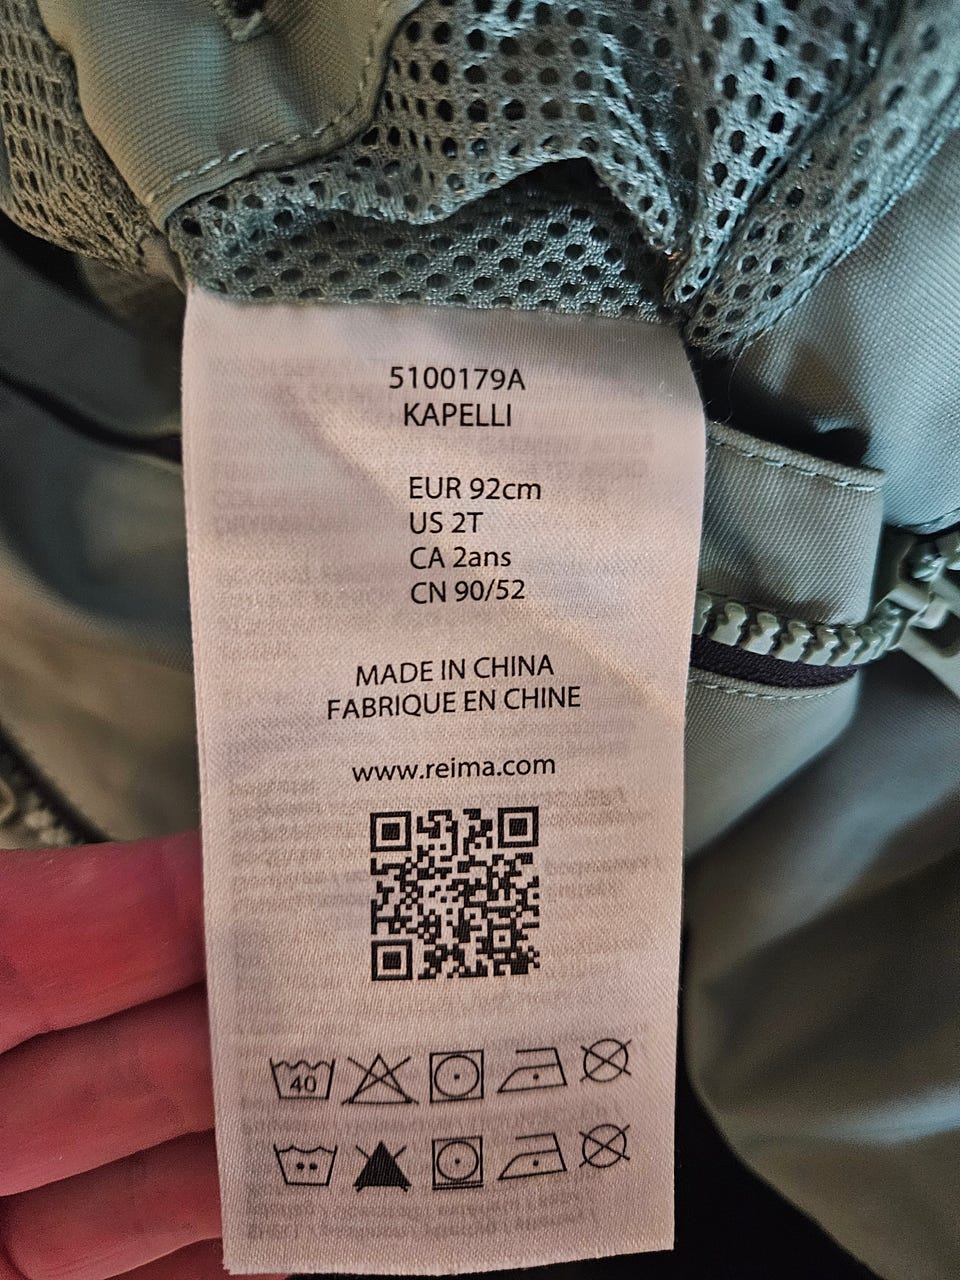 5100179A
KAPELLI
EUR 92cm
US 2T
CA 2ans
CN 90/52
MADE IN CHINA
FABRIQUE EN CHINE
www.reima.com
40